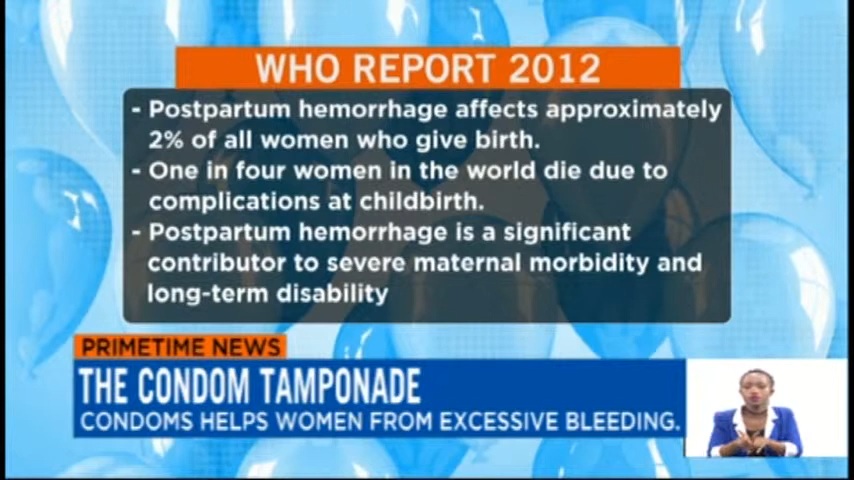 WHO REPORT 2012
- Postpartum hemorrhage affects approximately
2% of all women who give birth.
- One in four women in the world die due to
complications at childbirth.
- Postpartum hemorrhage is a significant
contributor to severe maternal morbidity and
long-term disability
PRIMETIME NEWS
THE CONDOM TAMPONADE
CONDOMS HELPS WOMEN FROM EXCESSIVE BLEEDING.